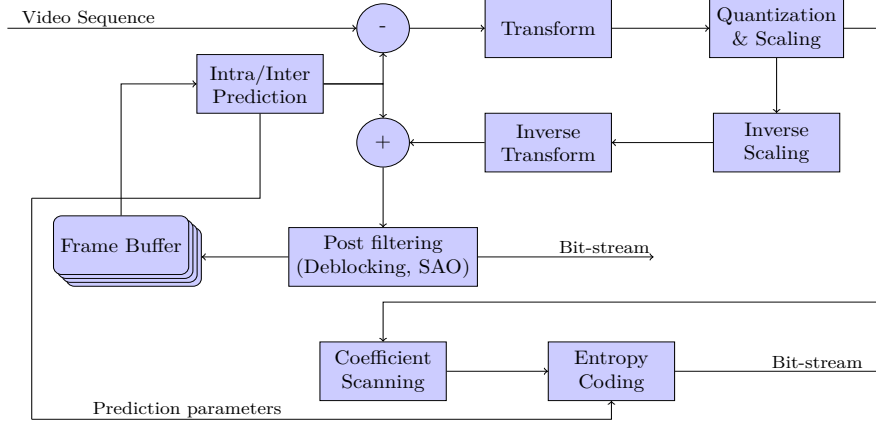 Video Sequence
-
Transform
Quantization
& Scaling
Intra/Inter
Prediction
+
Inverse
Transform
Inverse
Scaling
Frame Buffer
Post filtering
(Deblocking, SAO)
Bit-stream
Coefficient
Scanning
Entropy
Coding
Bit-stream
Prediction parameters